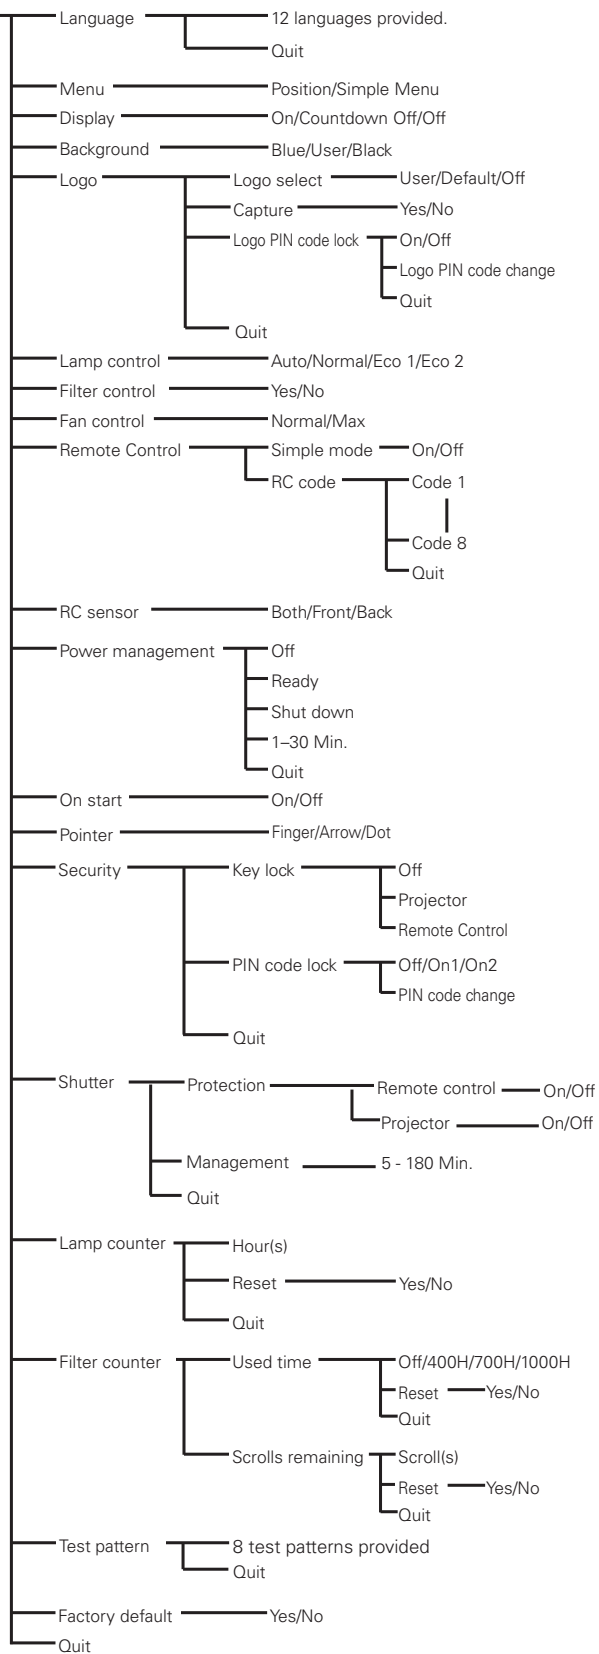 Language 12 languages provided.
Quit
Menu Position/Simple Menu
Display On/Countdown Off/Off
Background Blue/User/Black
Logo Logo select User/Default/Off
Capture Yes/No
Logo PIN code lock On/Off
Logo PIN code change
Quit
Quit
Lamp control Auto/Normal/Eco 1/Eco 2
Filter control Yes/No
Fan control Normal/Max
Remote Control Simple mode On/Off
RC code Code 1
Code 8
Quit
RC sensor Both/Front/Back
Power management Off
Ready
Shut down
1–30 Min.
Quit
On start On/Off
Pointer Finger/Arrow/Dot
Security Key lock Off
Projector
Remote Control
PIN code lock Off/On1/On2
PIN code change
Quit
Shutter Protection Remote control On/Off
Projector On/Off
Management 5 - 180 Min.
Quit
Lamp counter Hour(s)
Reset Yes/No
Quit
Filter counter Used time Off/400H/700H/1000H
Reset Yes/No
Quit
Scrolls remaining Scroll(s)
Reset Yes/No
Quit
Test pattern 8 test patterns provided
Quit
Factory default Yes/No
Quit